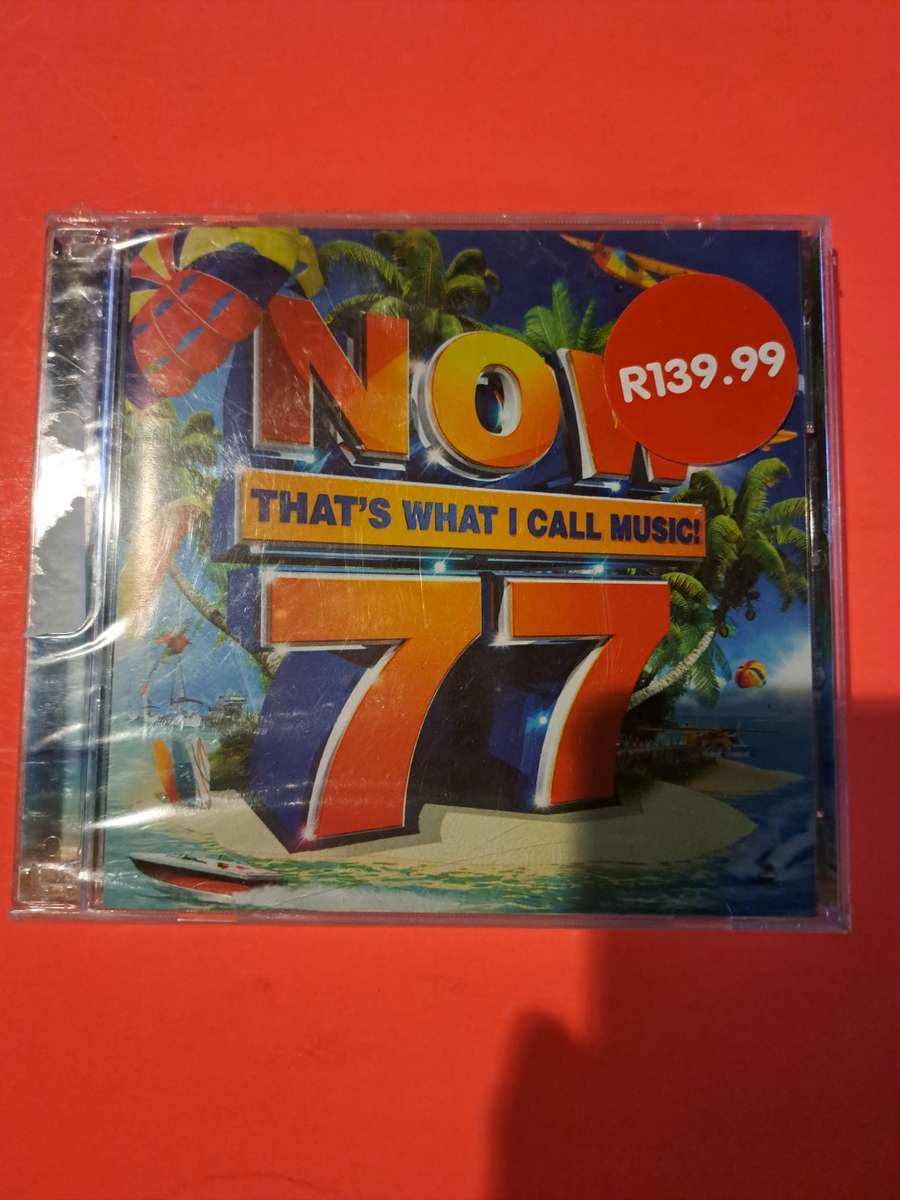 NOW
R139.99
THAT'S WHAT I CALL MUSIC!
77